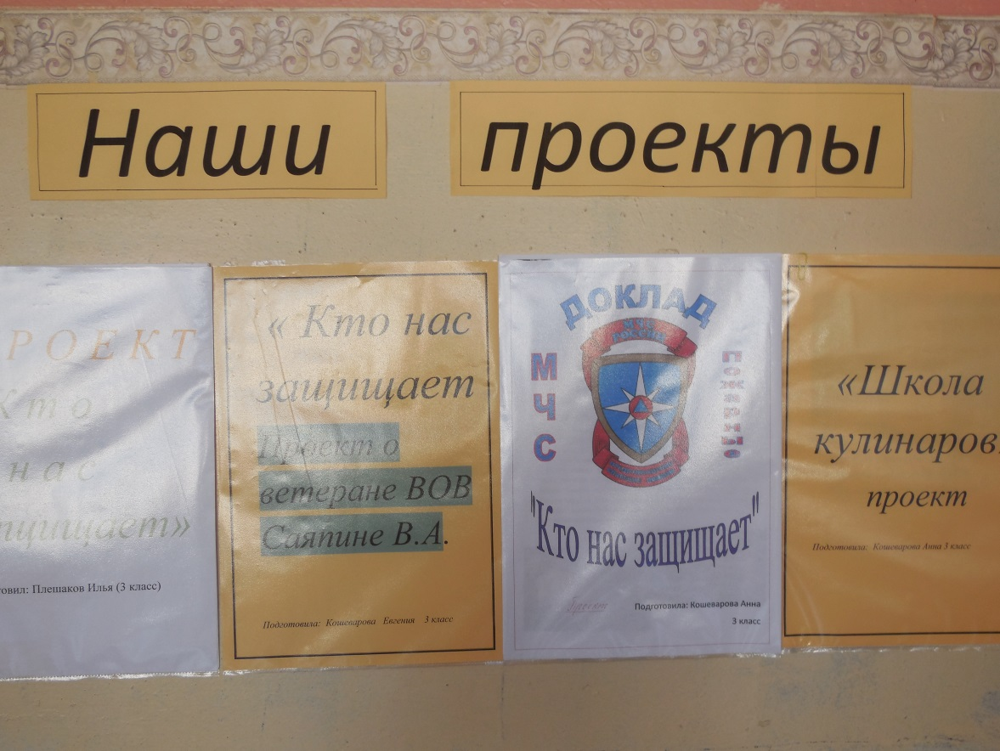 Наши проекты
РОЕКТ
Кто
нас
щищает»
овил: Плешаков Илья (3 класс)
« Кто нас
защищает
Проект о
ветеране ВОВ
Саяпине В.А.
Подготовила: Кошеварова Евгения 3 класс
ДОКЛАД
МЧС
РОССИИ
МЧС
"Кто нас защищает"
Подготовила: Кошеварова Анна
3 класс
«Школа
кулинаров
проект
Подготовила: Кошеварова Анна 3 класс